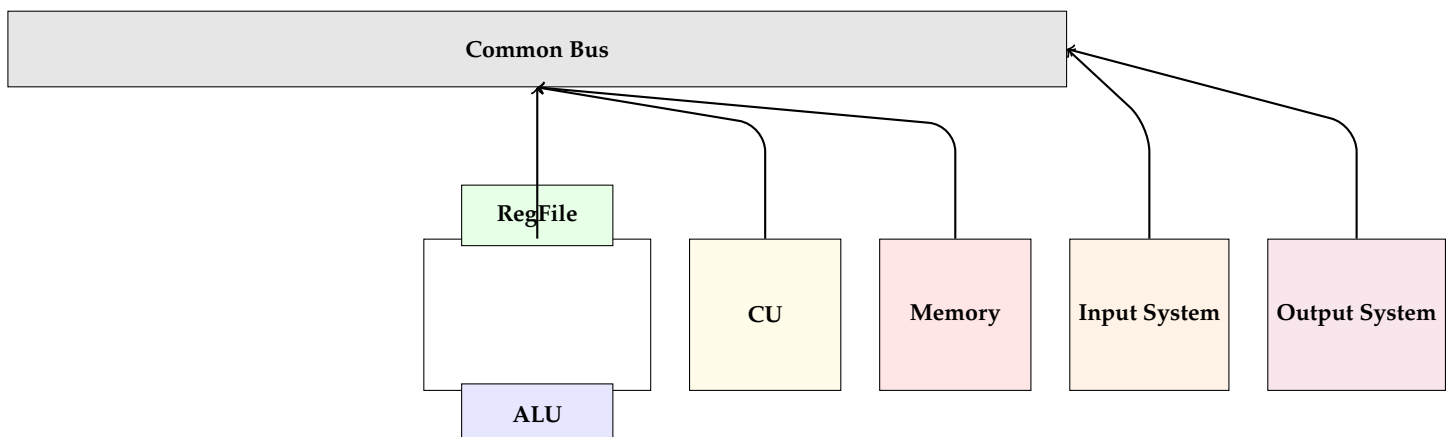 Common Bus
RegFile
CU
Memory
Input System
Output System
ALU